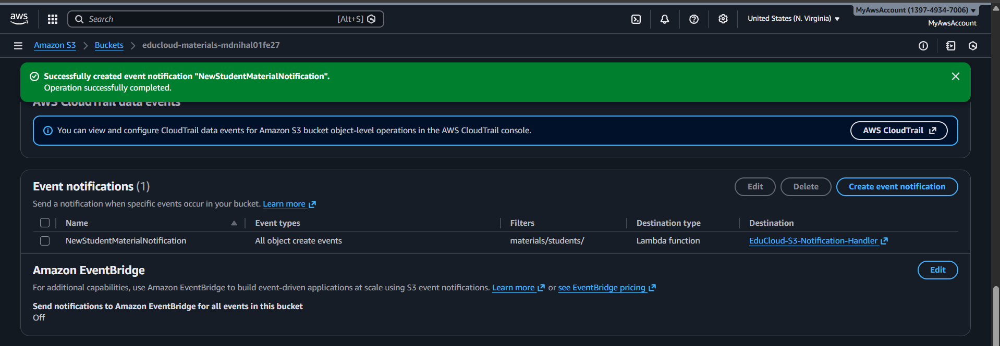 aws
Search [Alt+S]
United States (N. Virginia)
MyAwsAccount (1397-4934-7006)
MyAwsAccount
Amazon S3 > Buckets > educloud-materials-mdnihal01fe27
Successfully created event notification "NewStudentMaterialNotification".
Operation successfully completed.
AWS CloudTrail data events
You can view and configure CloudTrail data events for Amazon S3 bucket object-level operations in the AWS CloudTrail console.
AWS CloudTrail
Event notifications (1)
Edit
Delete
Create event notification
Send a notification when specific events occur in your bucket. Learn more
Name Event types Filters Destination type Destination
NewStudentMaterialNotification All object create events materials/students/ Lambda function EduCloud-S3-Notification-Handler
Amazon EventBridge
Edit
For additional capabilities, use Amazon EventBridge to build event-driven applications at scale using S3 event notifications. Learn more or see EventBridge pricing
Send notifications to Amazon EventBridge for all events in this bucket
Off